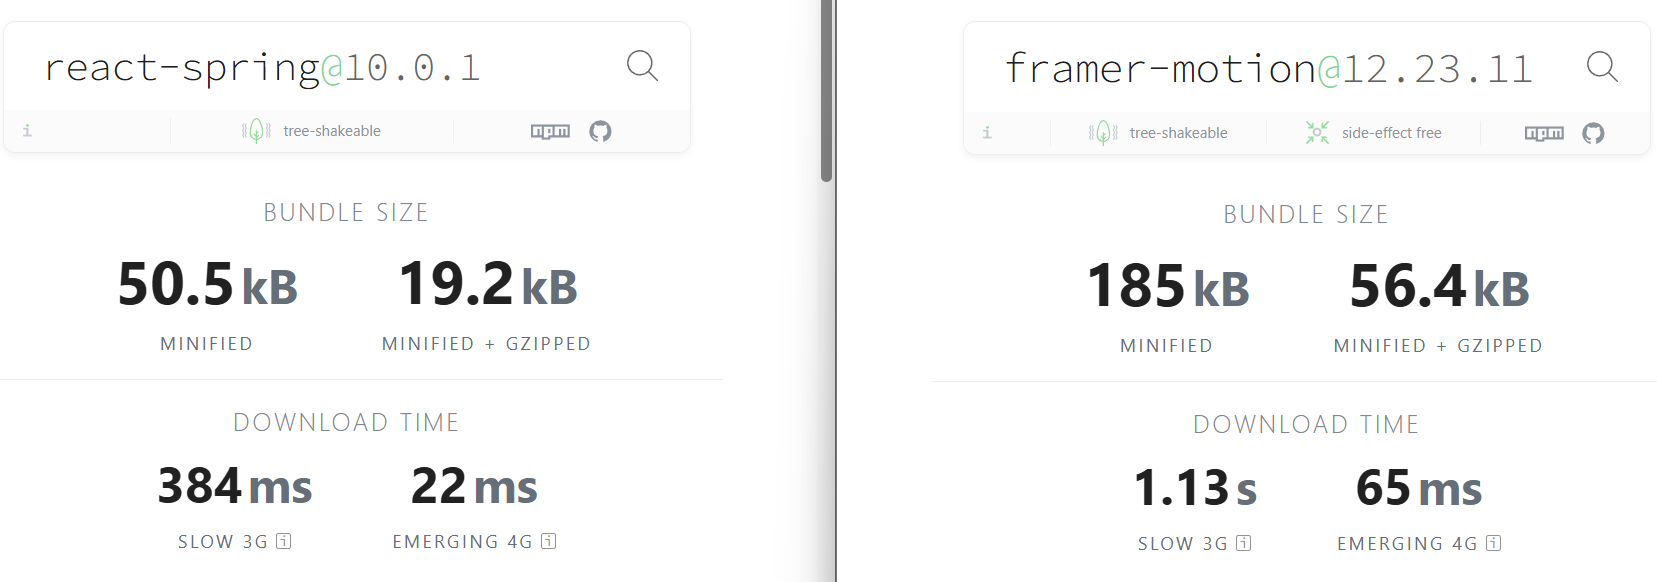 react-spring@10.0.1
i
tree-shakeable
npm
BUNDLE SIZE
50.5 kB
19.2 kB
MINIFIED
MINIFIED + GZIPPED
DOWNLOAD TIME
384 ms
22 ms
SLOW 3G i
EMERGING 4G i
framer-motion@12.23.11
i
tree-shakeable
side-effect free
npm
BUNDLE SIZE
185 kB
56.4 kB
MINIFIED
MINIFIED + GZIPPED
DOWNLOAD TIME
1.13 s
65 ms
SLOW 3G i
EMERGING 4G i